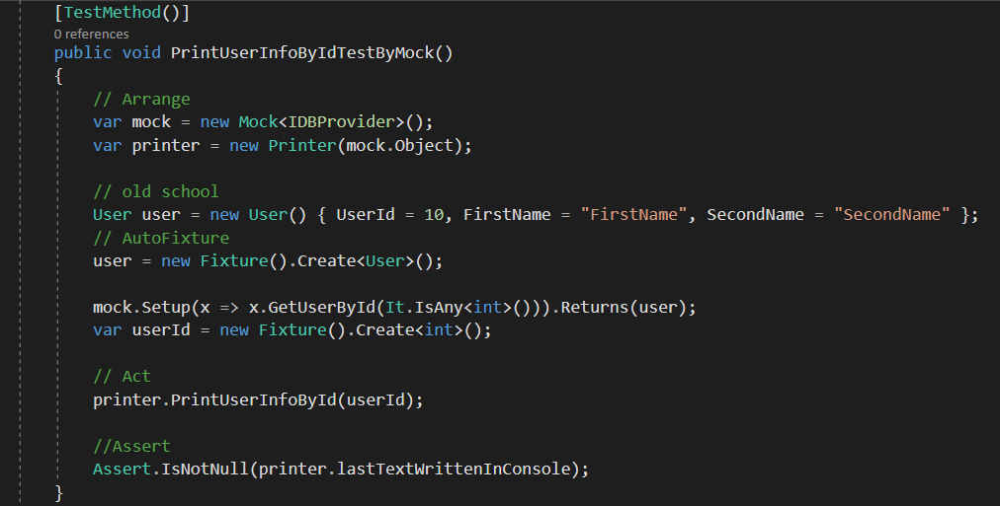 [TestMethod()]
0 references
public void PrintUserInfoByIdTestByMock()
{
// Arrange
var mock = new Mock<IDBProvider>();
var printer = new Printer(mock.Object);
// old school
User user = new User() { UserId = 10, FirstName = "FirstName", SecondName = "SecondName" };
// AutoFixture
user = new Fixture().Create<User>();
mock.Setup(x => x.GetUserById(It.IsAny<int>())).Returns(user);
var userId = new Fixture().Create<int>();
// Act
printer.PrintUserInfoById(userId);
//Assert
Assert.IsNotNull(printer.lastTextWrittenInConsole);
}